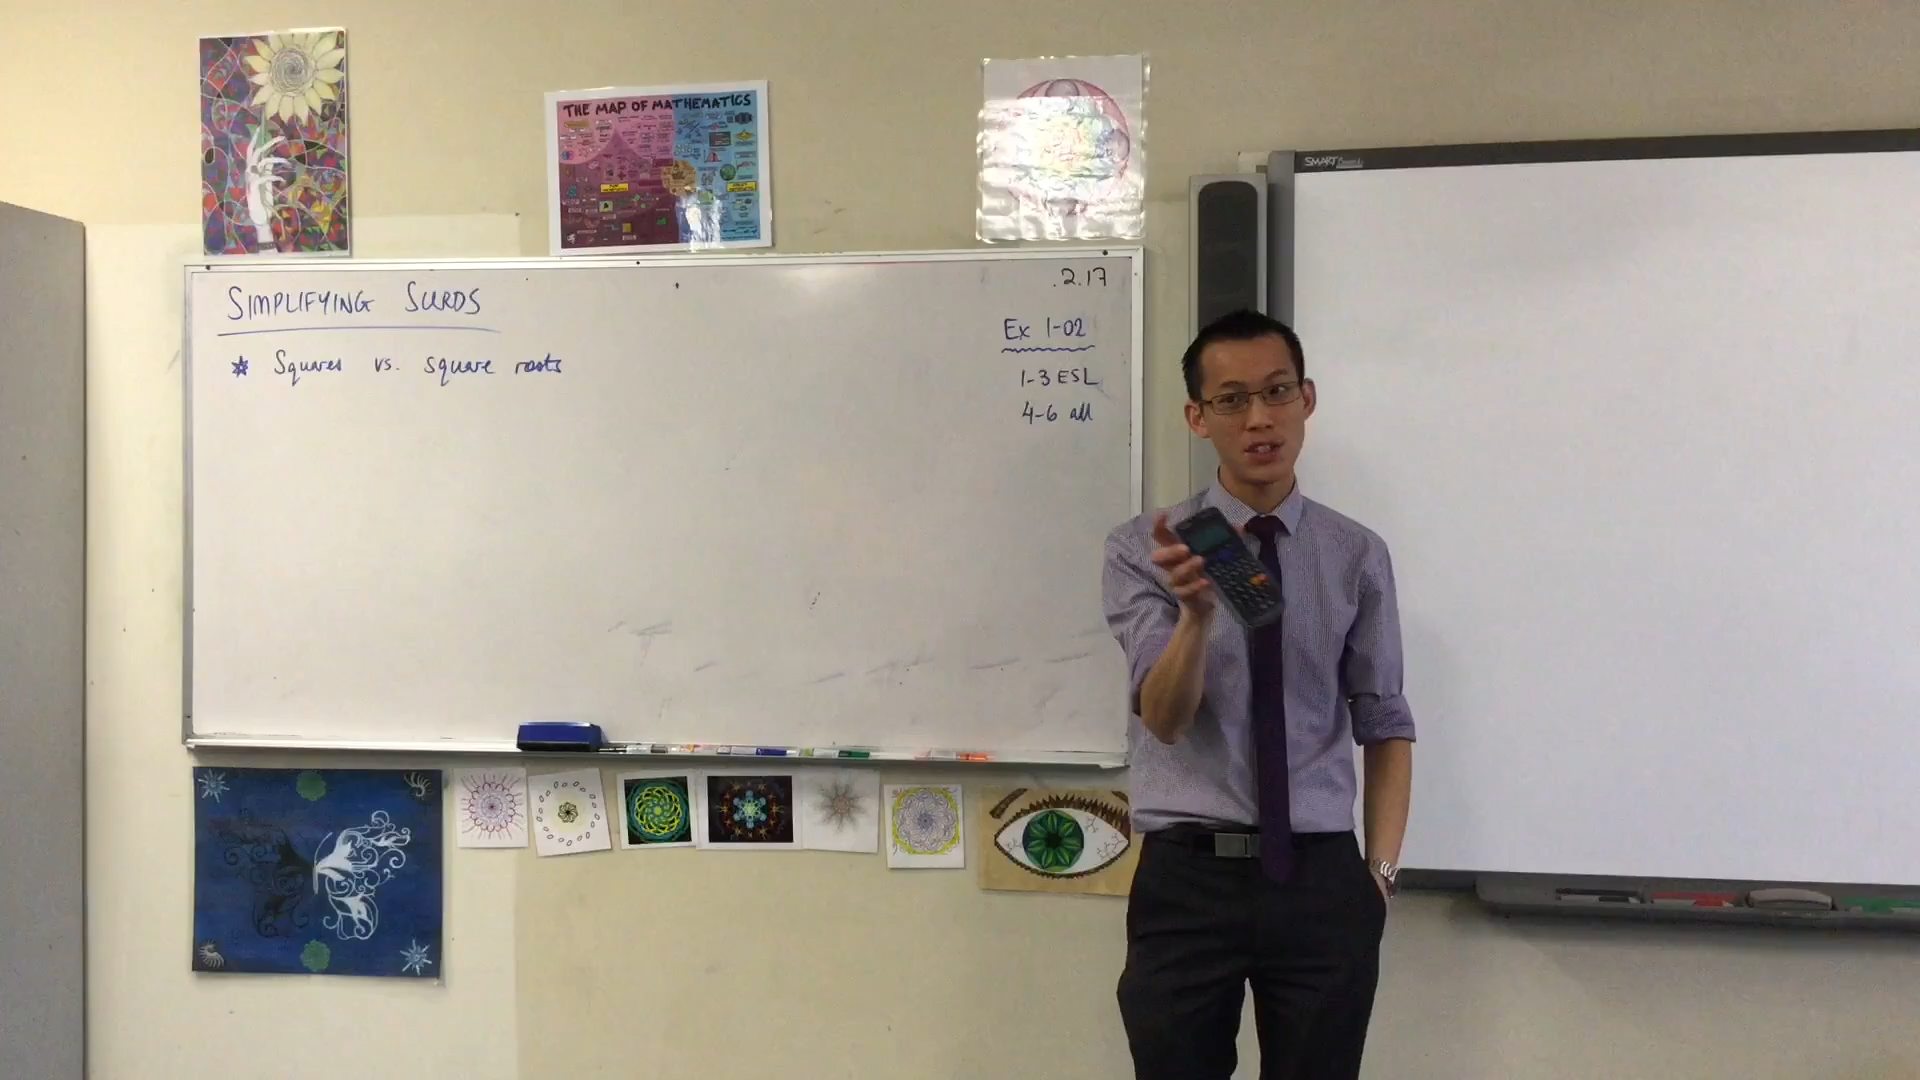 THE MAP OF MATHEMATICS
SMART Board
SIMPLIFYING SURDS
.2.17
* Squares vs. square roots
Ex 1-02
1-3 ESL
4-6 all